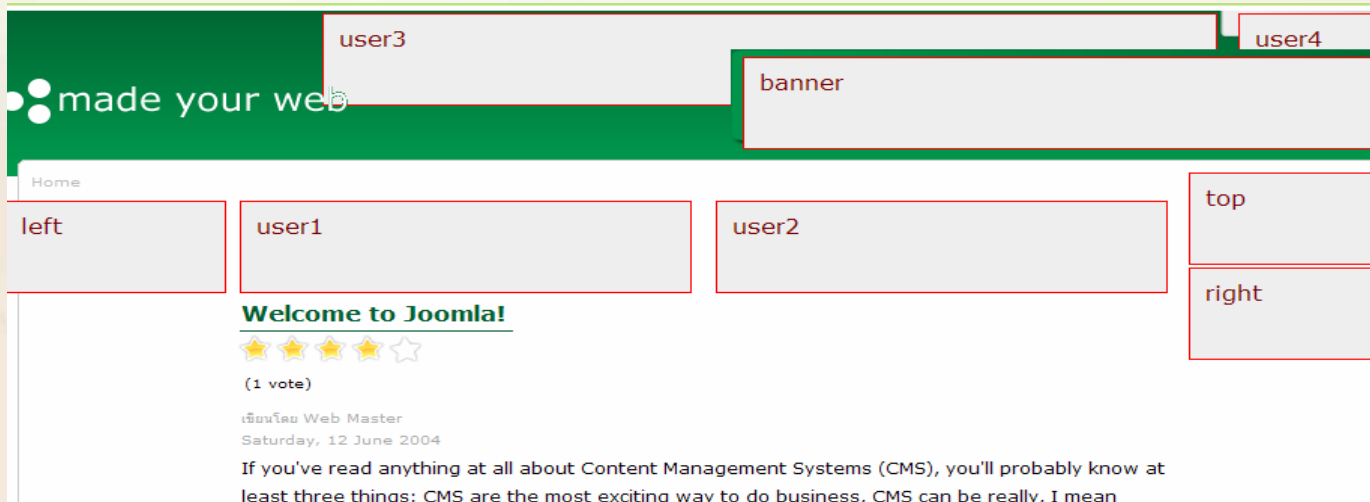 user3
user4
banner
made your web
Home
left
user1
user2
top
right
Welcome to Joomla!
(1 vote)
เขียนโดย Web Master
Saturday, 12 June 2004
If you've read anything at all about Content Management Systems (CMS), you'll probably know at
least three things: CMS are the most exciting way to do business, CMS can be really, I mean